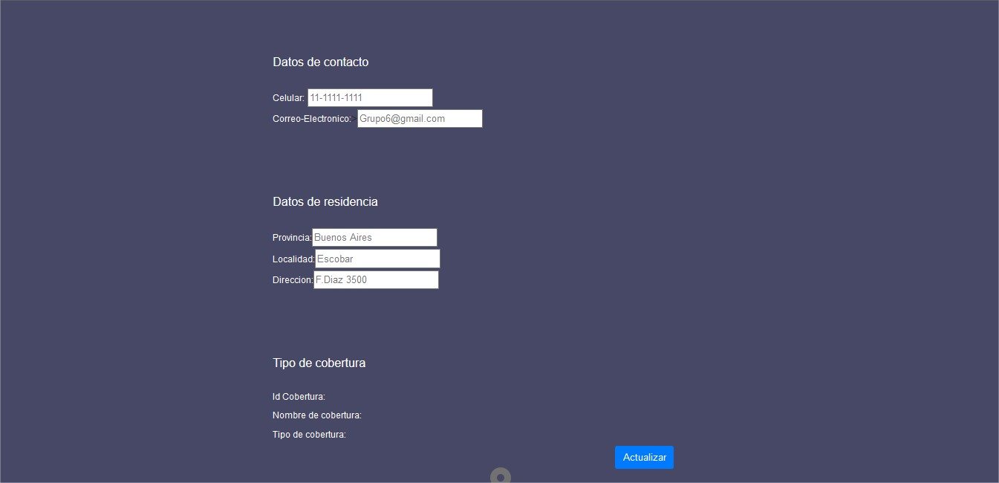 Datos de contacto
Celular: 11-1111-1111
Correo-Electronico:>Grupo6@gmail.com
Datos de residencia
Provincia:Buenos Aires
Localidad:Escobar
Direccion:F.Diaz 3500
Tipo de cobertura
Id Cobertura:
Nombre de cobertura:
Tipo de cobertura:
Actualizar